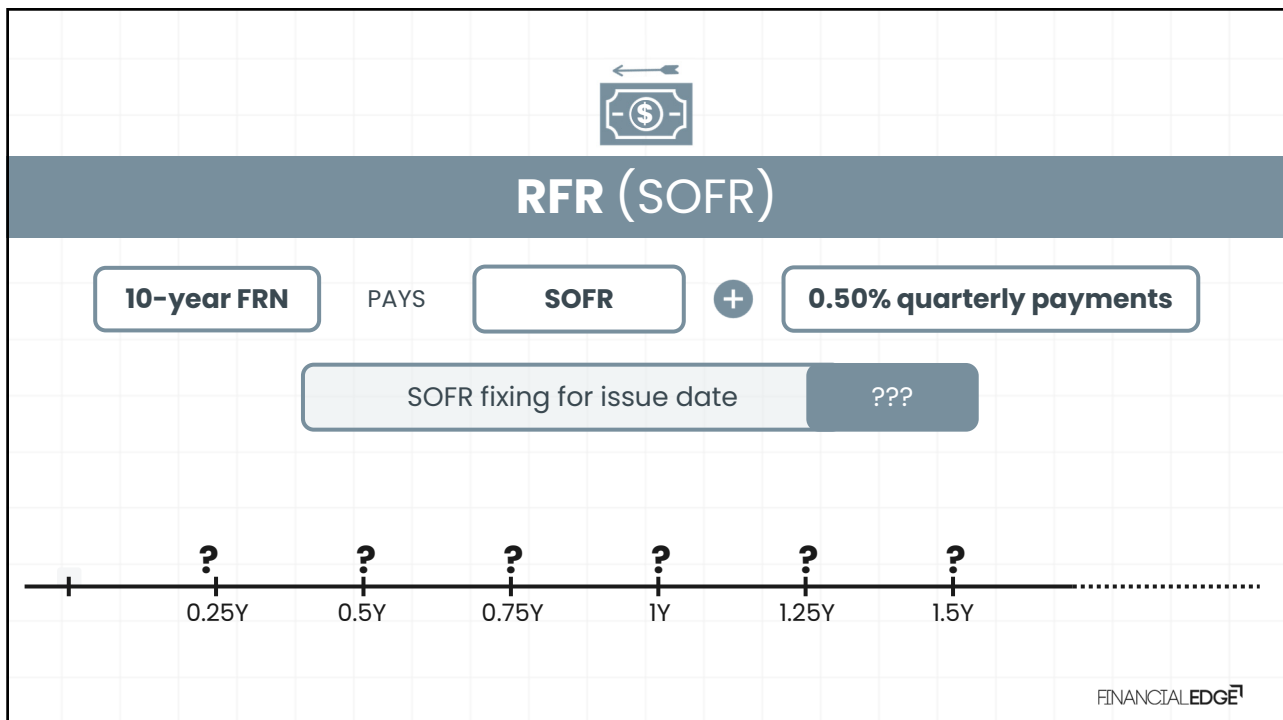 $
RFR (SOFR)
10-year FRN PAYS SOFR + 0.50% quarterly payments
SOFR fixing for issue date ???
? ? ? ? ? ?
0.25Y 0.5Y 0.75Y 1Y 1.25Y 1.5Y
FINANCIALEDGE